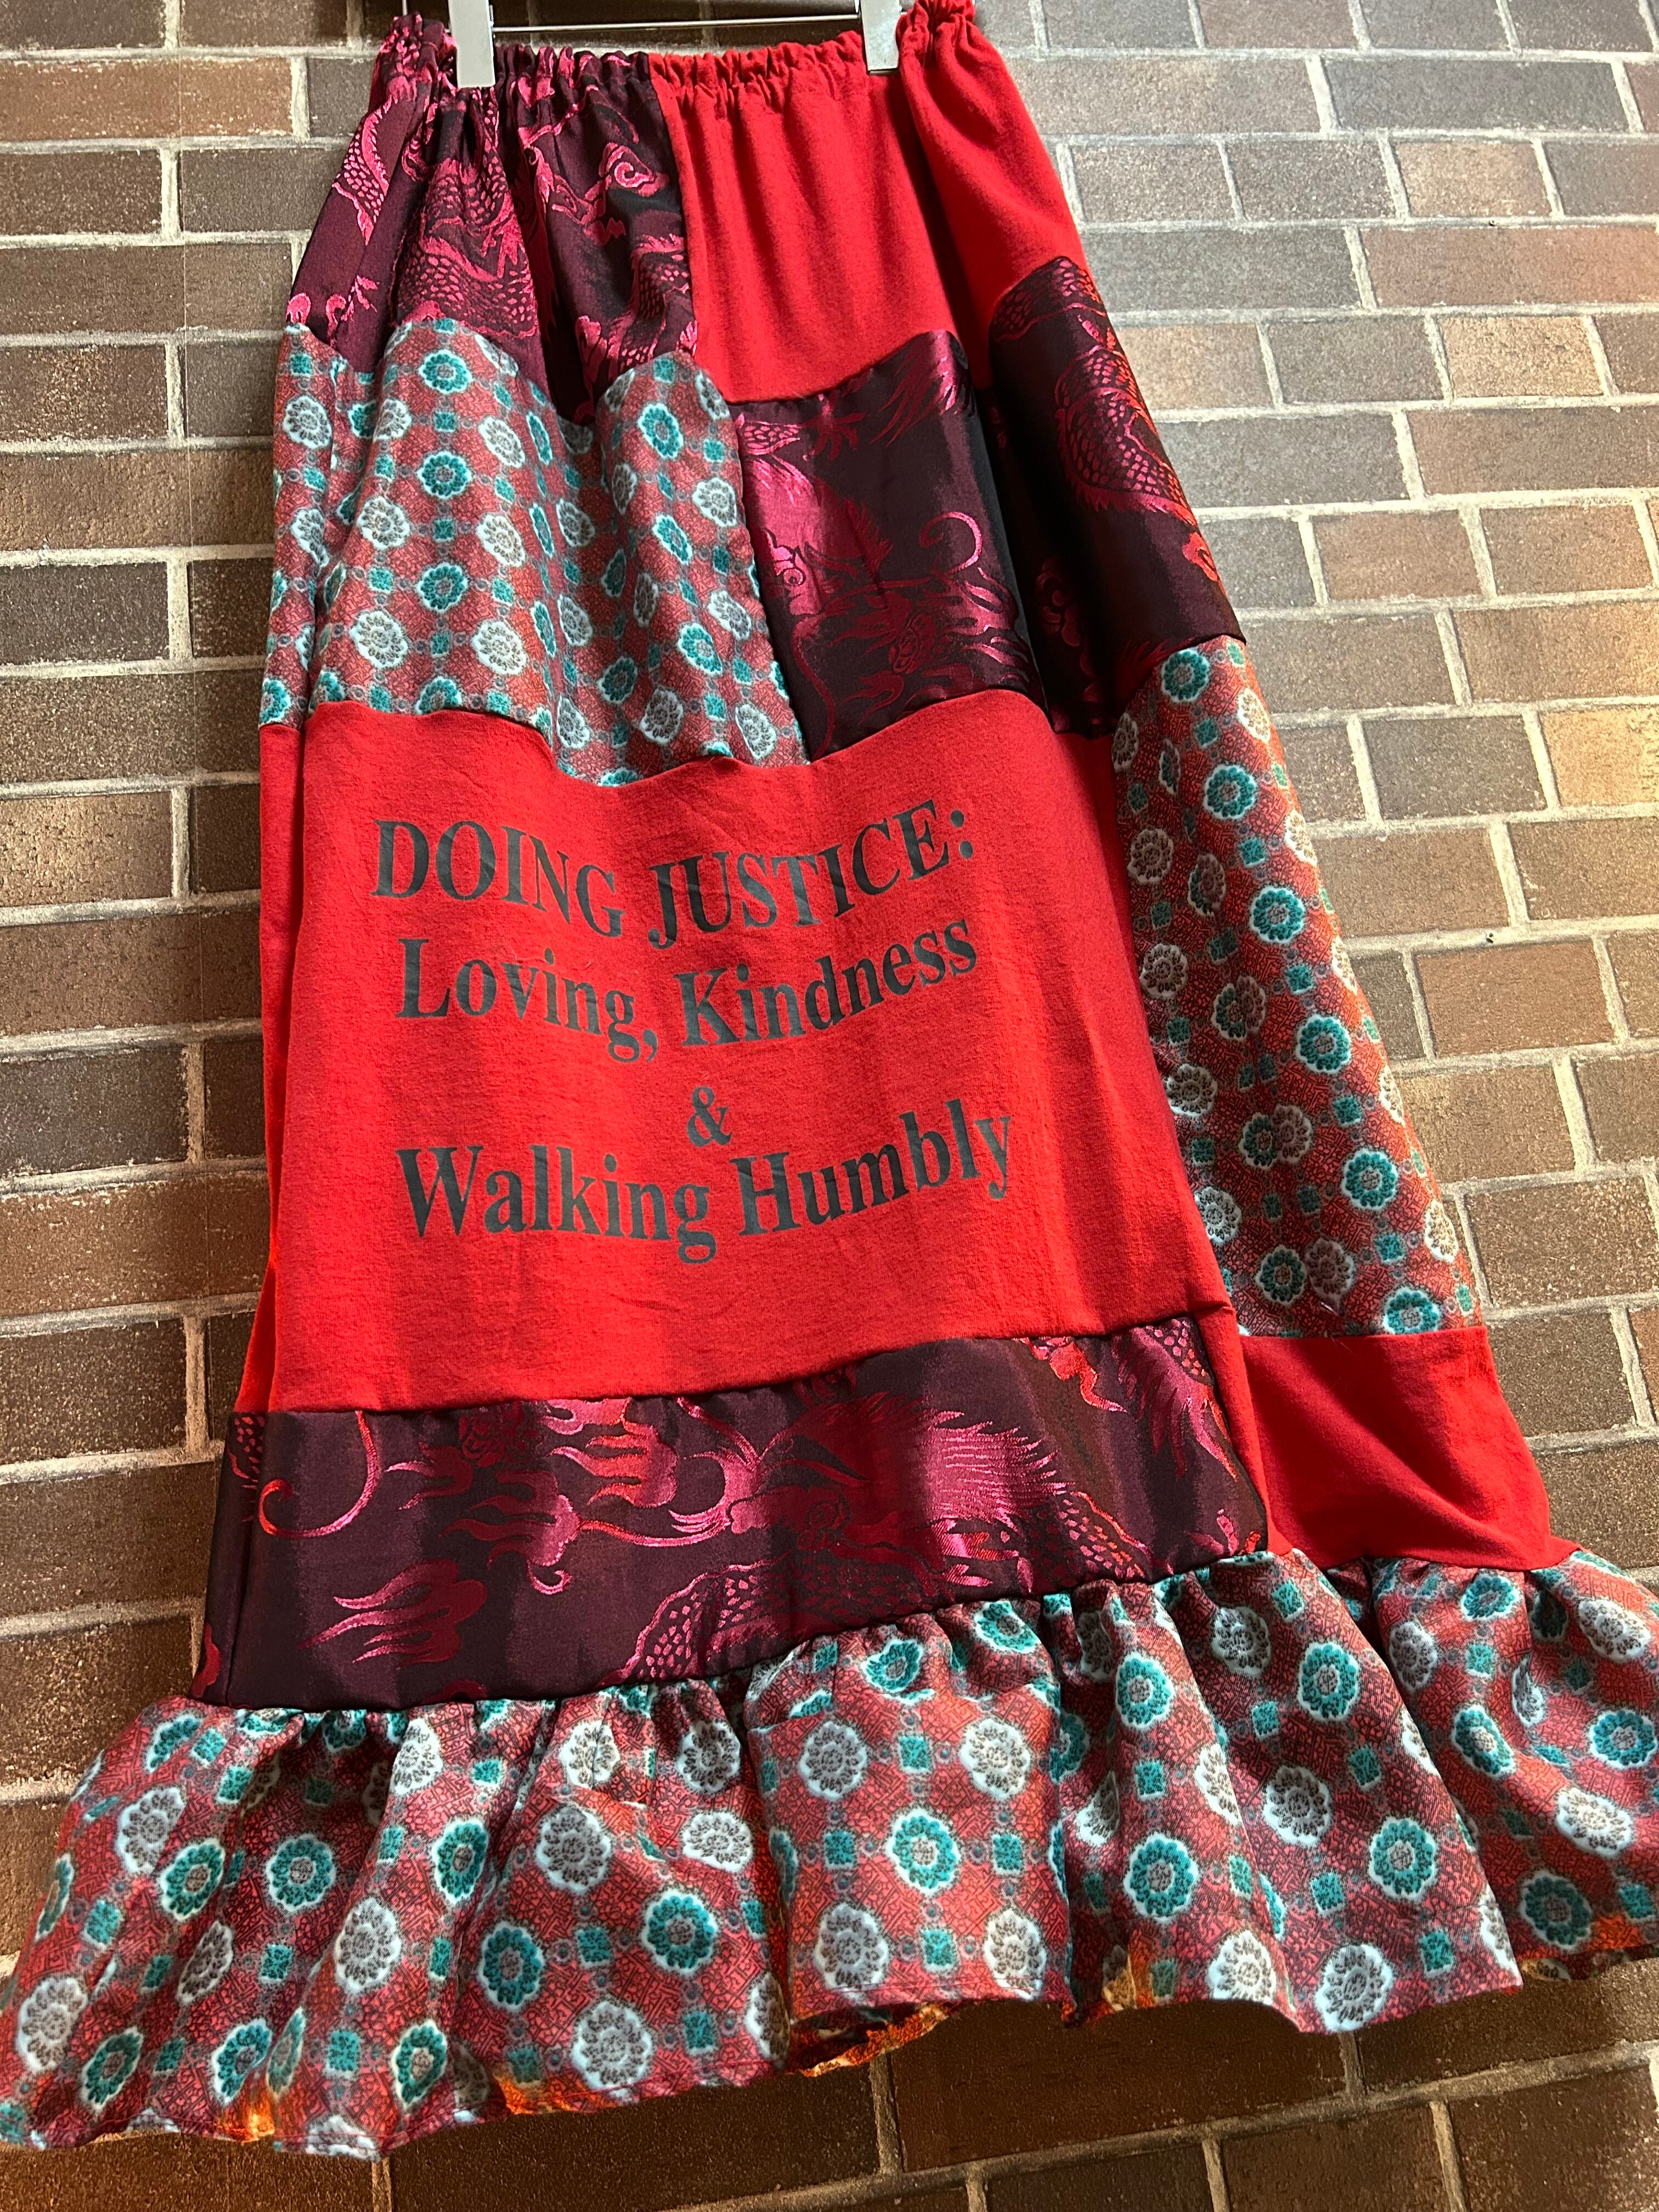 DOING JUSTICE:
Loving, Kindness
&
Walking Humbly